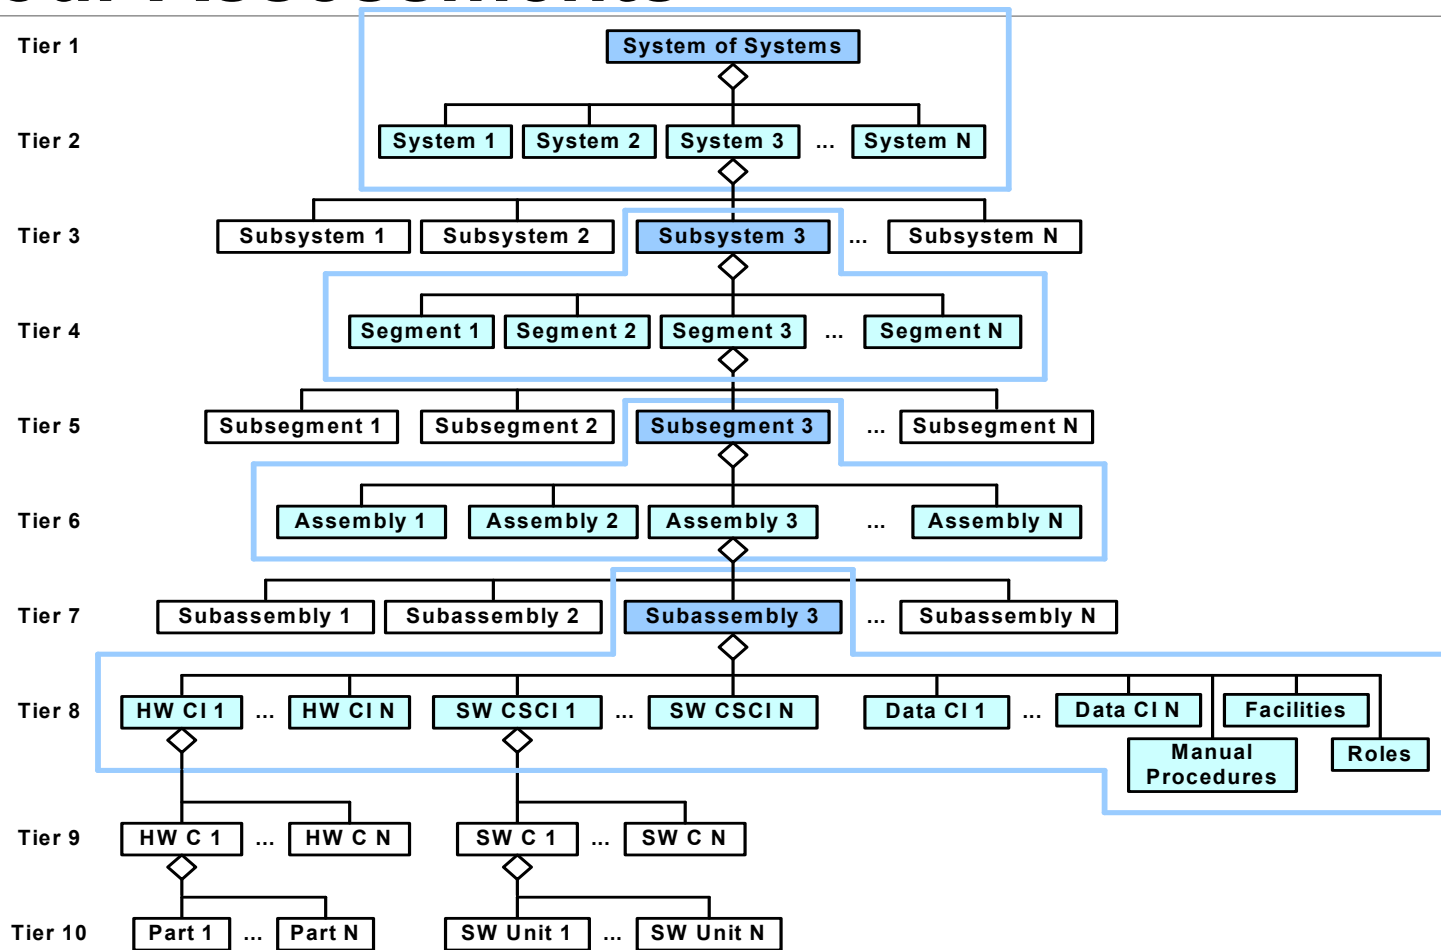 Tier 1 System of Systems
Tier 2 System 1 System 2 System 3 ... System N
Tier 3 Subsystem 1 Subsystem 2 Subsystem 3 ... Subsystem N
Tier 4 Segment 1 Segment 2 Segment 3 ... Segment N
Tier 5 Subsegment 1 Subsegment 2 Subsegment 3 ... Subsegment N
Tier 6 Assembly 1 Assembly 2 Assembly 3 ... Assembly N
Tier 7 Subassembly 1 Subassembly 2 Subassembly 3 ... Subassembly N
Tier 8 HW CI 1 ... HW CI N SW CSCI 1 ... SW CSCI N Data CI 1 ... Data CI N Facilities
Manual Roles
Procedures
Tier 9 HW C 1 ... HW C N SW C 1 ... SW C N
Tier 10 Part 1 ... Part N SW Unit 1 ... SW Unit N